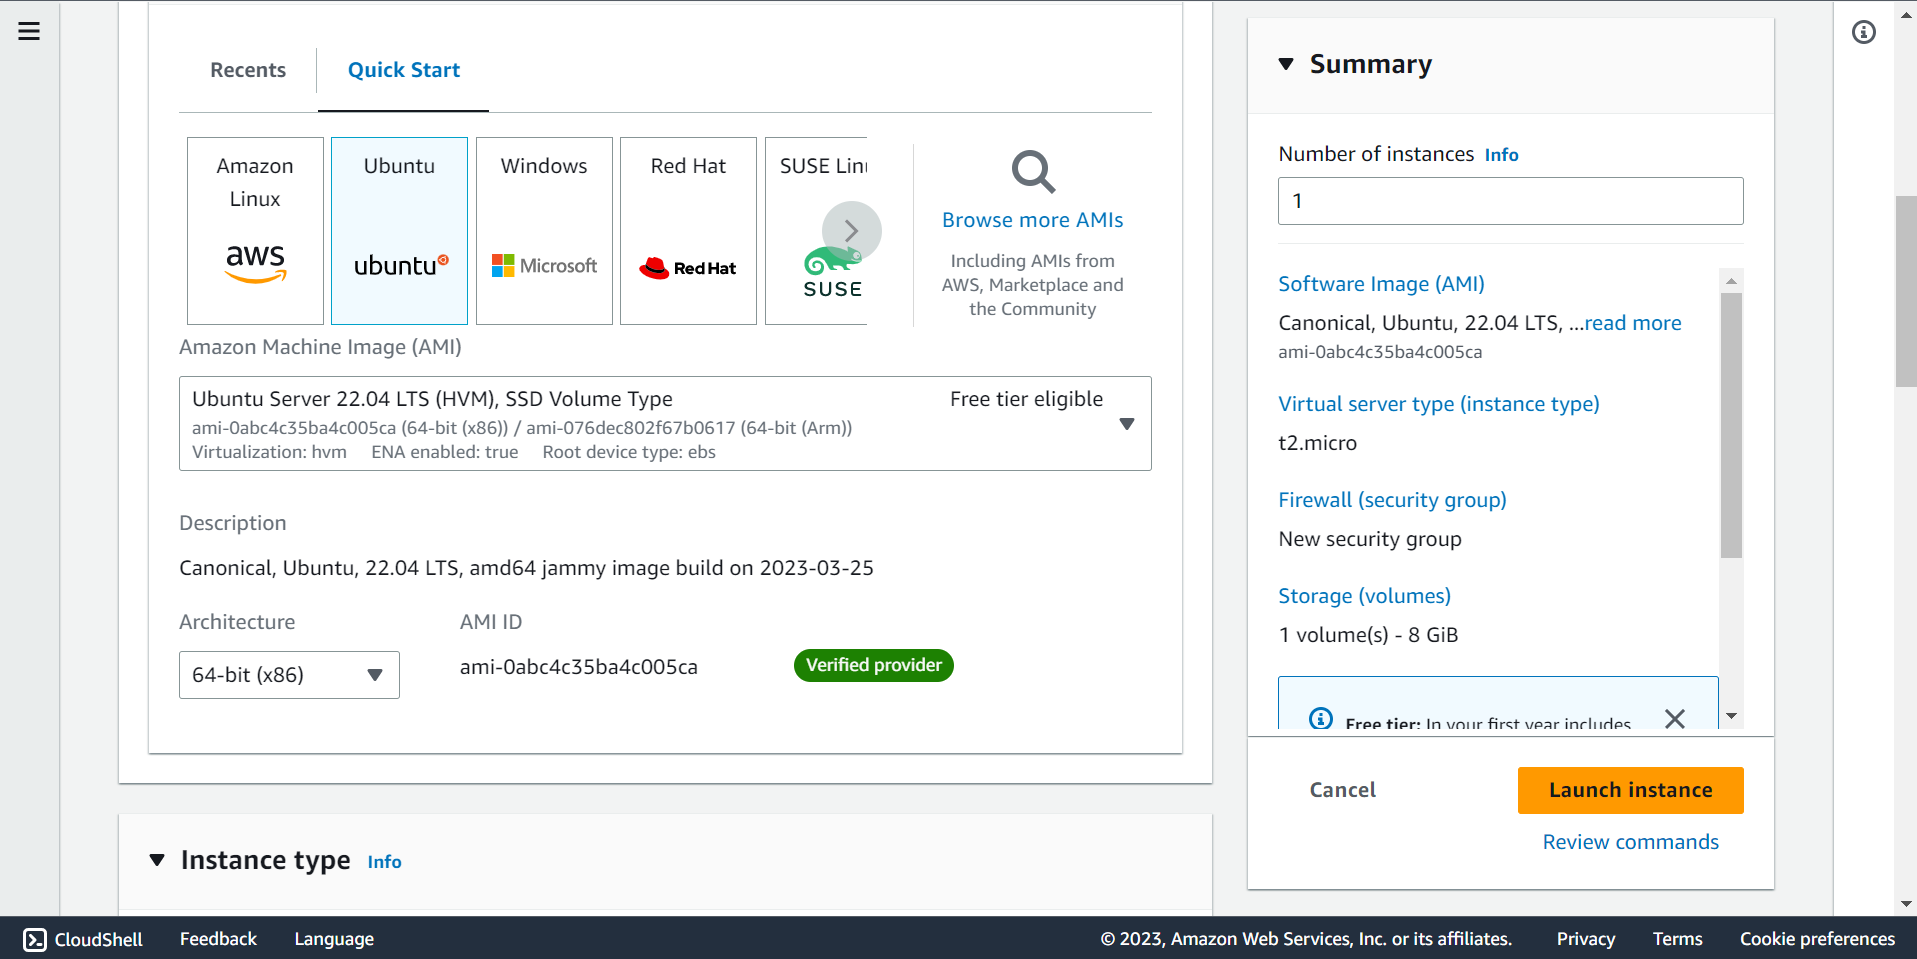 Recents
Quick Start
Amazon
Linux
aws
Ubuntu
ubuntu
Windows
Microsoft
Red Hat
Red Hat
SUSE Lin
SUSE
Browse more AMIs
Including AMIs from
AWS, Marketplace and
the Community
Amazon Machine Image (AMI)
Ubuntu Server 22.04 LTS (HVM), SSD Volume Type
Free tier eligible
ami-0abc4c35ba4c005ca (64-bit (x86)) / ami-076dec802f67b0617 (64-bit (Arm))
Virtualization: hvm ENA enabled: true Root device type: ebs
Description
Canonical, Ubuntu, 22.04 LTS, amd64 jammy image build on 2023-03-25
Architecture
64-bit (x86)
AMI ID
ami-0abc4c35ba4c005ca
Verified provider
Instance type Info
Summary
Number of instances Info
1
Software Image (AMI)
Canonical, Ubuntu, 22.04 LTS, ...read more
ami-0abc4c35ba4c005ca
Virtual server type (instance type)
t2.micro
Firewall (security group)
New security group
Storage (volumes)
1 volume(s) - 8 GiB
Free tier: In your first year includes
Cancel
Launch instance
Review commands
CloudShell
Feedback
Language
© 2023, Amazon Web Services, Inc. or its affiliates.
Privacy
Terms
Cookie preferences